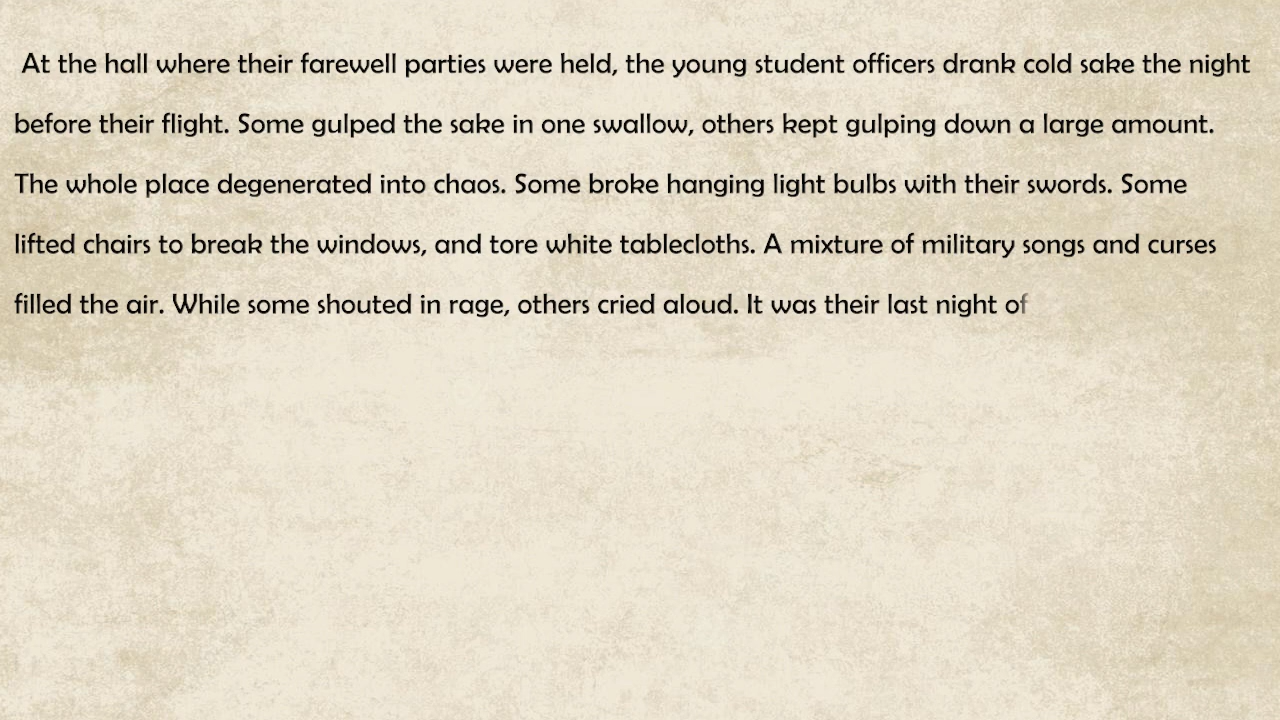 At the hall where their farewell parties were held, the young student officers drank cold sake the night
before their flight. Some gulped the sake in one swallow, others kept gulping down a large amount.
The whole place degenerated into chaos. Some broke hanging light bulbs with their swords. Some
lifted chairs to break the windows, and tore white tablecloths. A mixture of military songs and curses
filled the air. While some shouted in rage, others cried aloud. It was their last night of